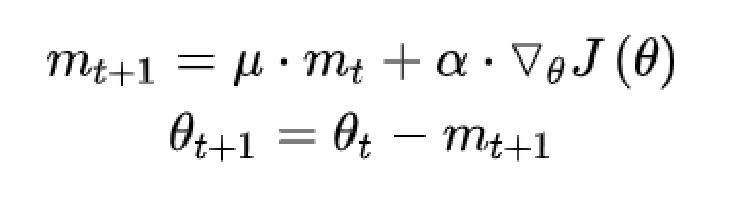 m_{t+1} = μ · m_t + α · ∇_θ J (θ)
θ_{t+1} = θ_t − m_{t+1}